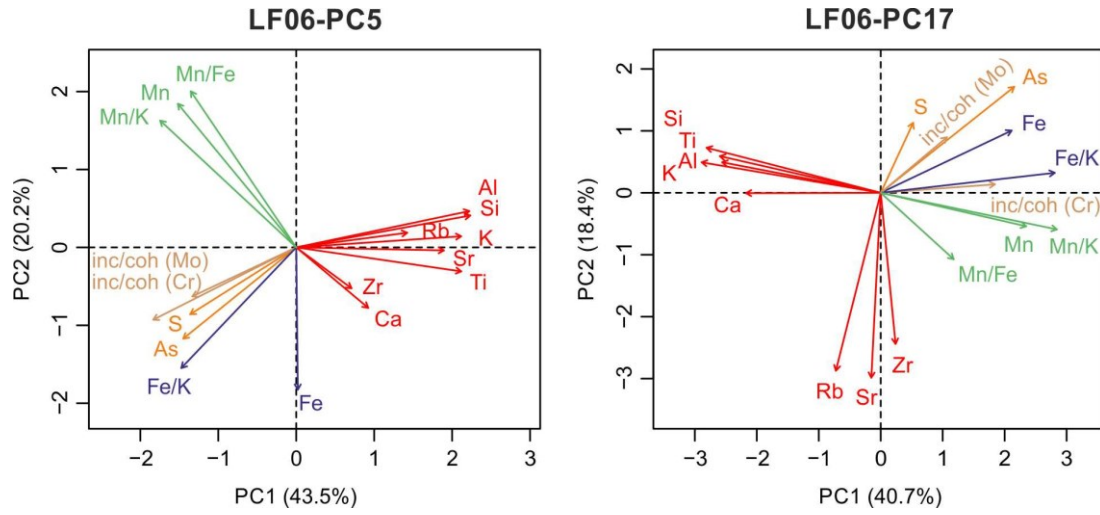 LF06-PC5
Mn/Fe
Mn
Mn/K
Al
Si
Rb
K
Sr
Ti
Zr
Ca
inc/coh (Mo)
inc/coh (Cr)
S
As
Fe/K
Fe
2
1
0
−1
−2
−2
−1
0
1
2
3
PC2 (20.2%)
PC1 (43.5%)
LF06-PC17
Si
Ti
Al
K
Ca
S
inc/coh (Mo)
As
Fe
Fe/K
inc/coh (Cr)
Mn
Mn/K
Mn/Fe
Rb
Sr
Zr
2
1
0
−1
−2
−3
−3
−2
−1
0
1
2
3
PC2 (18.4%)
PC1 (40.7%)